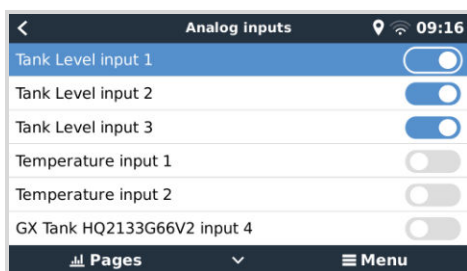 Analog inputs 09:16
Tank Level input 1
Tank Level input 2
Tank Level input 3
Temperature input 1
Temperature input 2
GX Tank HQ2133G66V2 input 4
Pages Menu